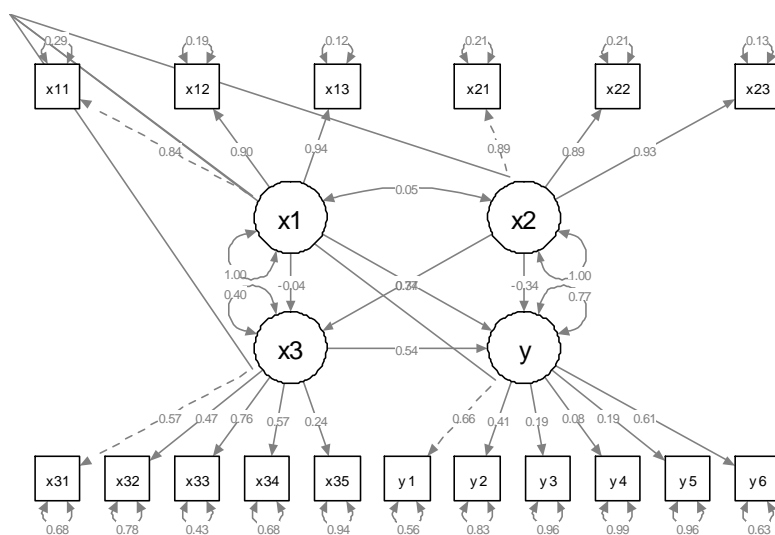 0.29 0.19 0.12 0.21 0.21 0.13
x11 x12 x13 x21 x22 x23
0.84 0.90 0.94 0.89 0.89 0.93
0.05
x1 x2
1.00 1.00
0.40 -0.04 -0.34 0.77
x3 0.54 y
0.57 0.47 0.76 0.57 0.24 0.66 0.41 0.19 0.08 0.19 0.61
x31 x32 x33 x34 x35 y1 y2 y3 y4 y5 y6
0.68 0.78 0.43 0.68 0.94 0.56 0.83 0.96 0.99 0.96 0.63